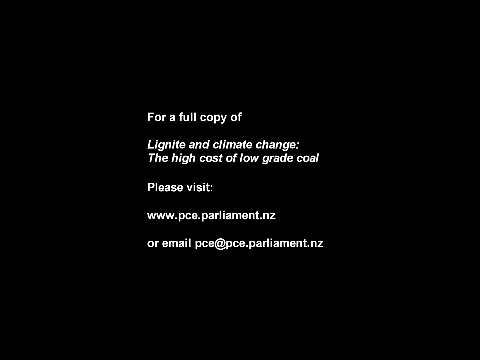 For a full copy of
Lignite and climate change:
The high cost of low grade coal
Please visit:
www.pce.parliament.nz
or email pce@pce.parliament.nz